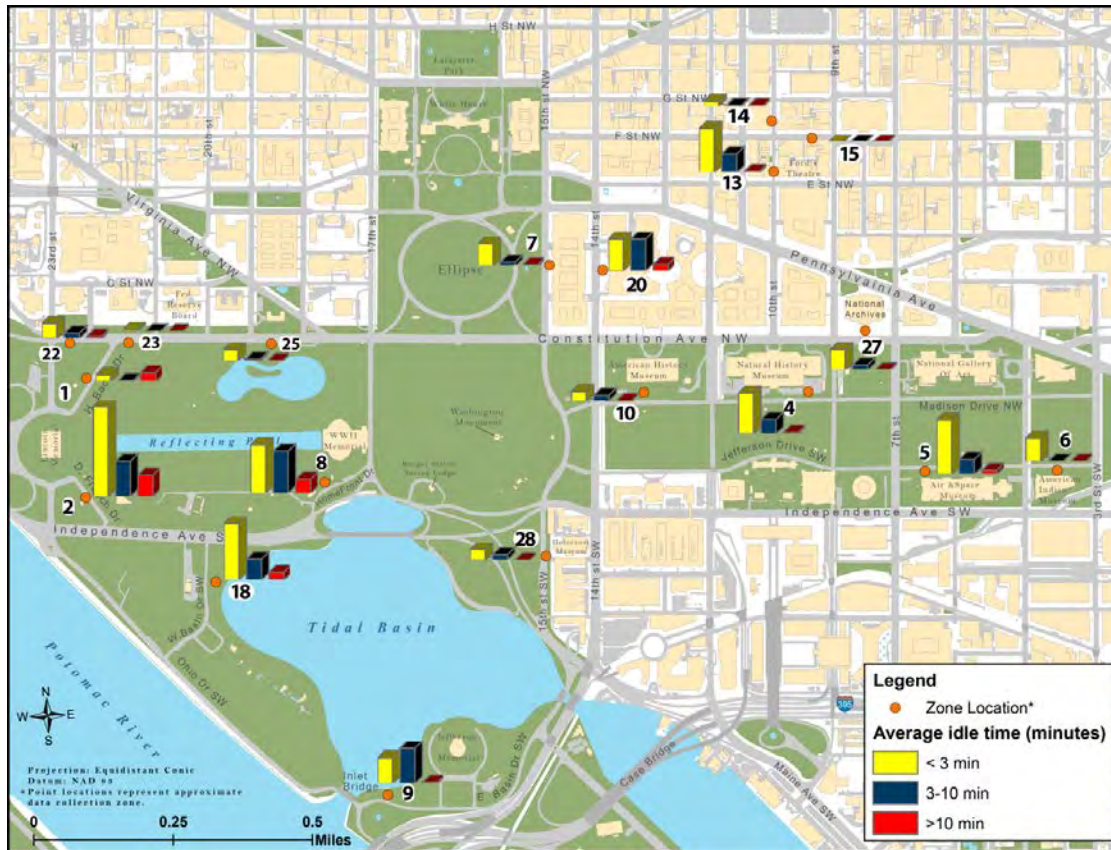 H St NW
Lafayette
Park
15th st NW
9th st
G St NW
14
White House
F St NW
20th st
15
Ford's
Theatre
13
E St NW
Virginia Ave NW
17th st
14th st
7
23rd st
Ellipse
20
Pennsylvainia Ave
C St NW
10th st
Fed
Reserve
Board
National
Archives
Constitution Ave NW
22
23
25
27
American History
Museum
Natural History
Museum
National Gallery
Of Art
1
10
Madison Drive NW
4
Washington
Monument
7th st
Reflecting
WWII
Memorial
Jefferson Drive SW
6
5
8
Air &Space
Museum
American
Indian
Museum
3rd St SW
2
Independence Ave S
Independence Ave SW
28
Museum
18
15th st SW
14th st SW
W Basin Dr SW
Tidal Basin
Ohio Dr SW
Potomac River
N
W E
S
Jefferson
Memorial
Inlet
Bridge
9
E Basin Dr SW
Case Bridge
Maine Ave SW
395
Projection: Equidistant Conic
Datum: NAD 83
*Point locations represent approximate
data collection zone.
0 0.25 0.5
Miles
Legend
Zone Location*
Average idle time (minutes)
< 3 min
3-10 min
>10 min